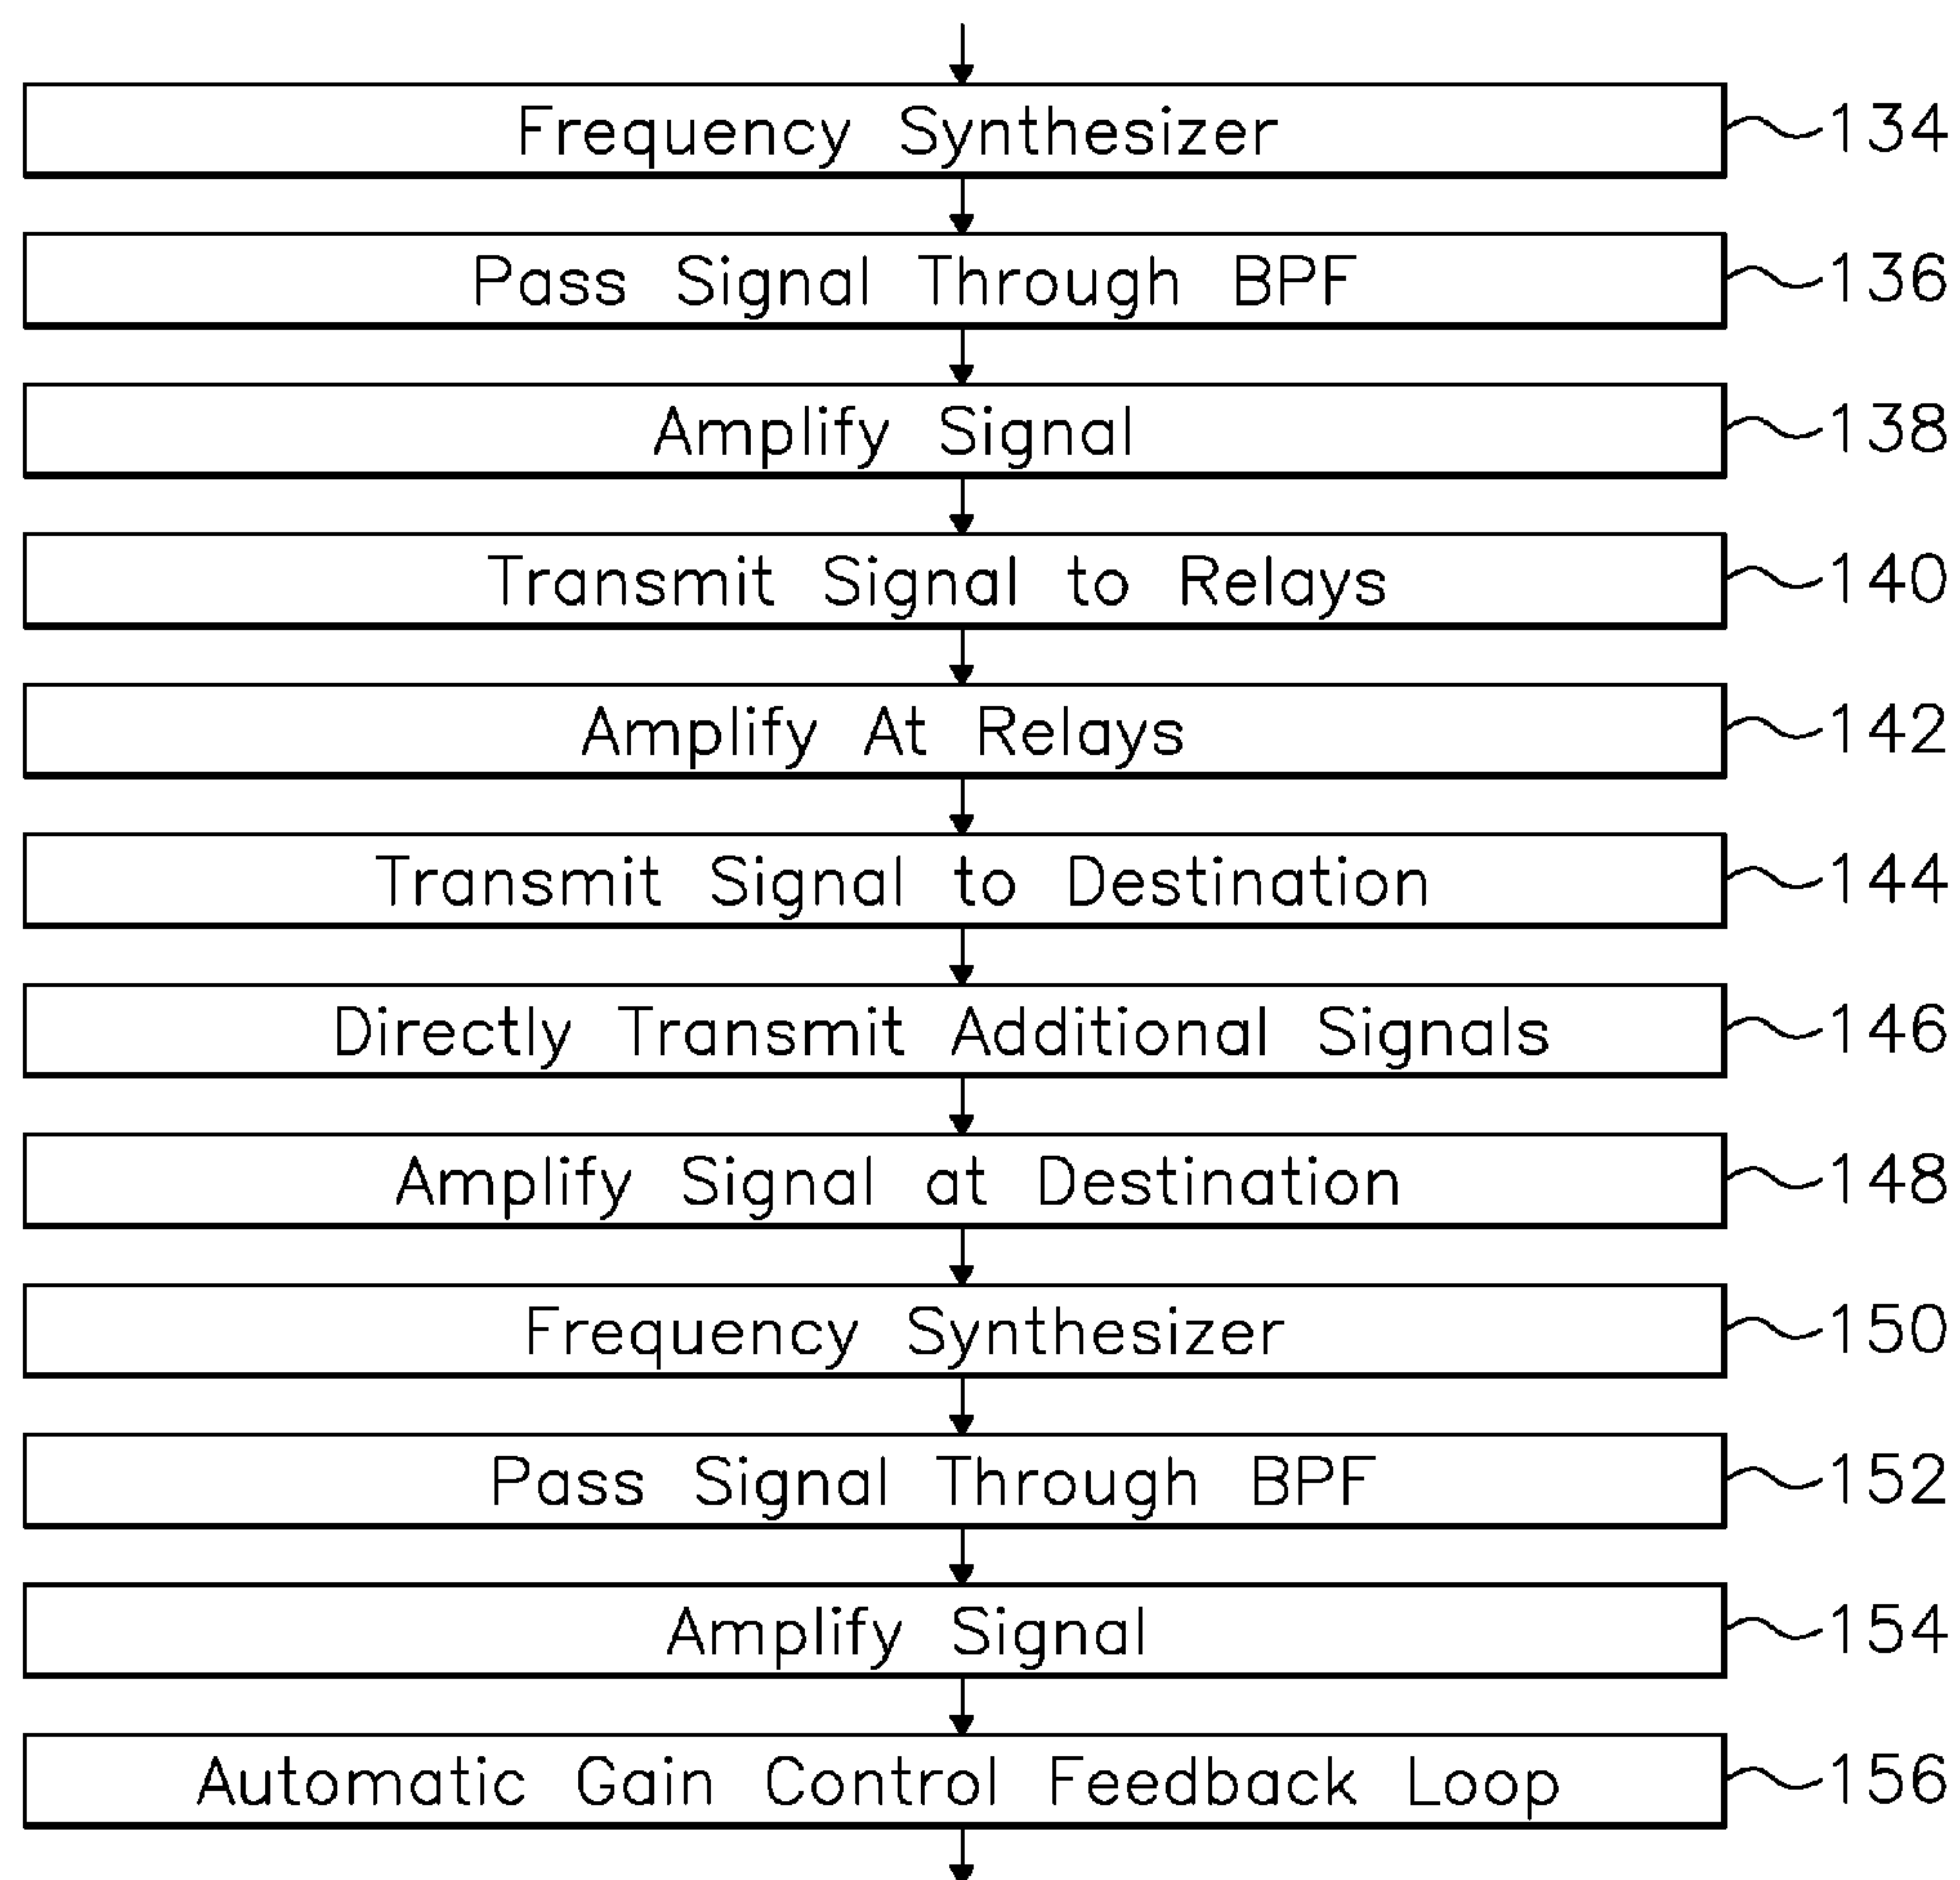 Frequency Synthesizer 134
Pass Signal Through BPF 136
Amplify Signal 138
Transmit Signal to Relays 140
Amplify At Relays 142
Transmit Signal to Destination 144
Directly Transmit Additional Signals 146
Amplify Signal at Destination 148
Frequency Synthesizer 150
Pass Signal Through BPF 152
Amplify Signal 154
Automatic Gain Control Feedback Loop 156